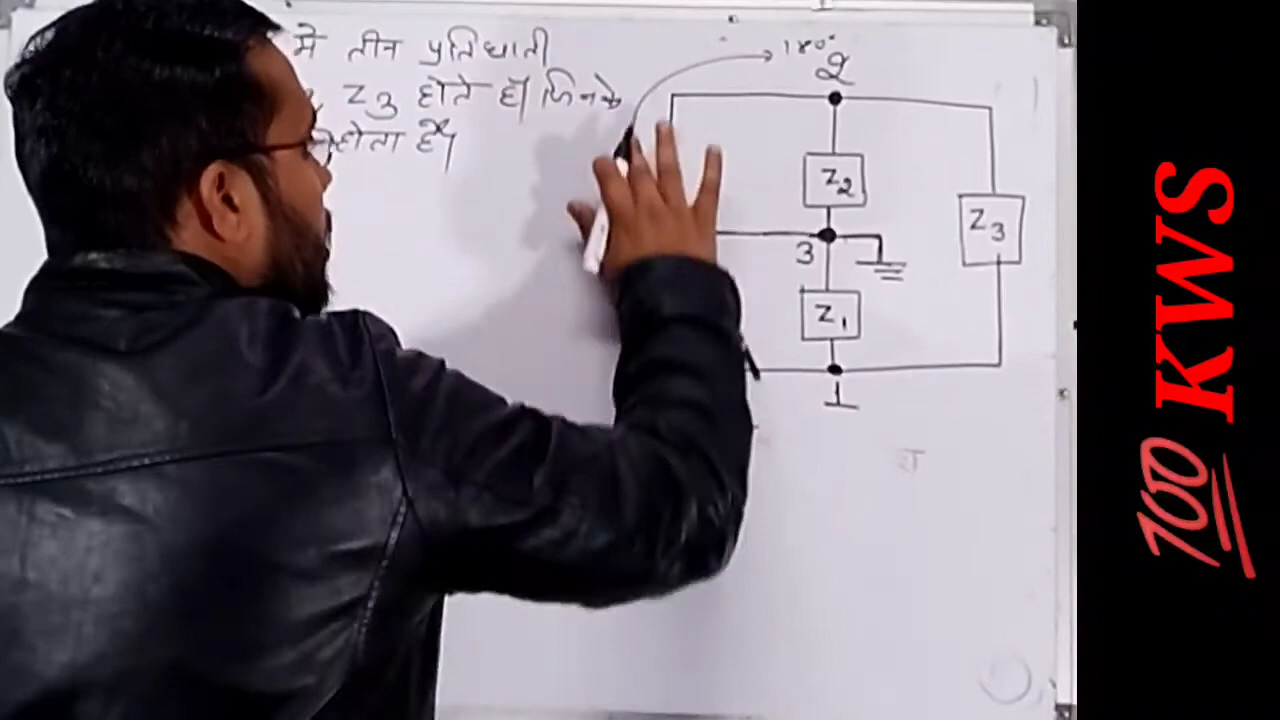 में तीन प्रतिघाती
Z3 होते हैं जिनके
होता हैं
180°
2
Z2
Z3
3
Z1
1
100 KWS